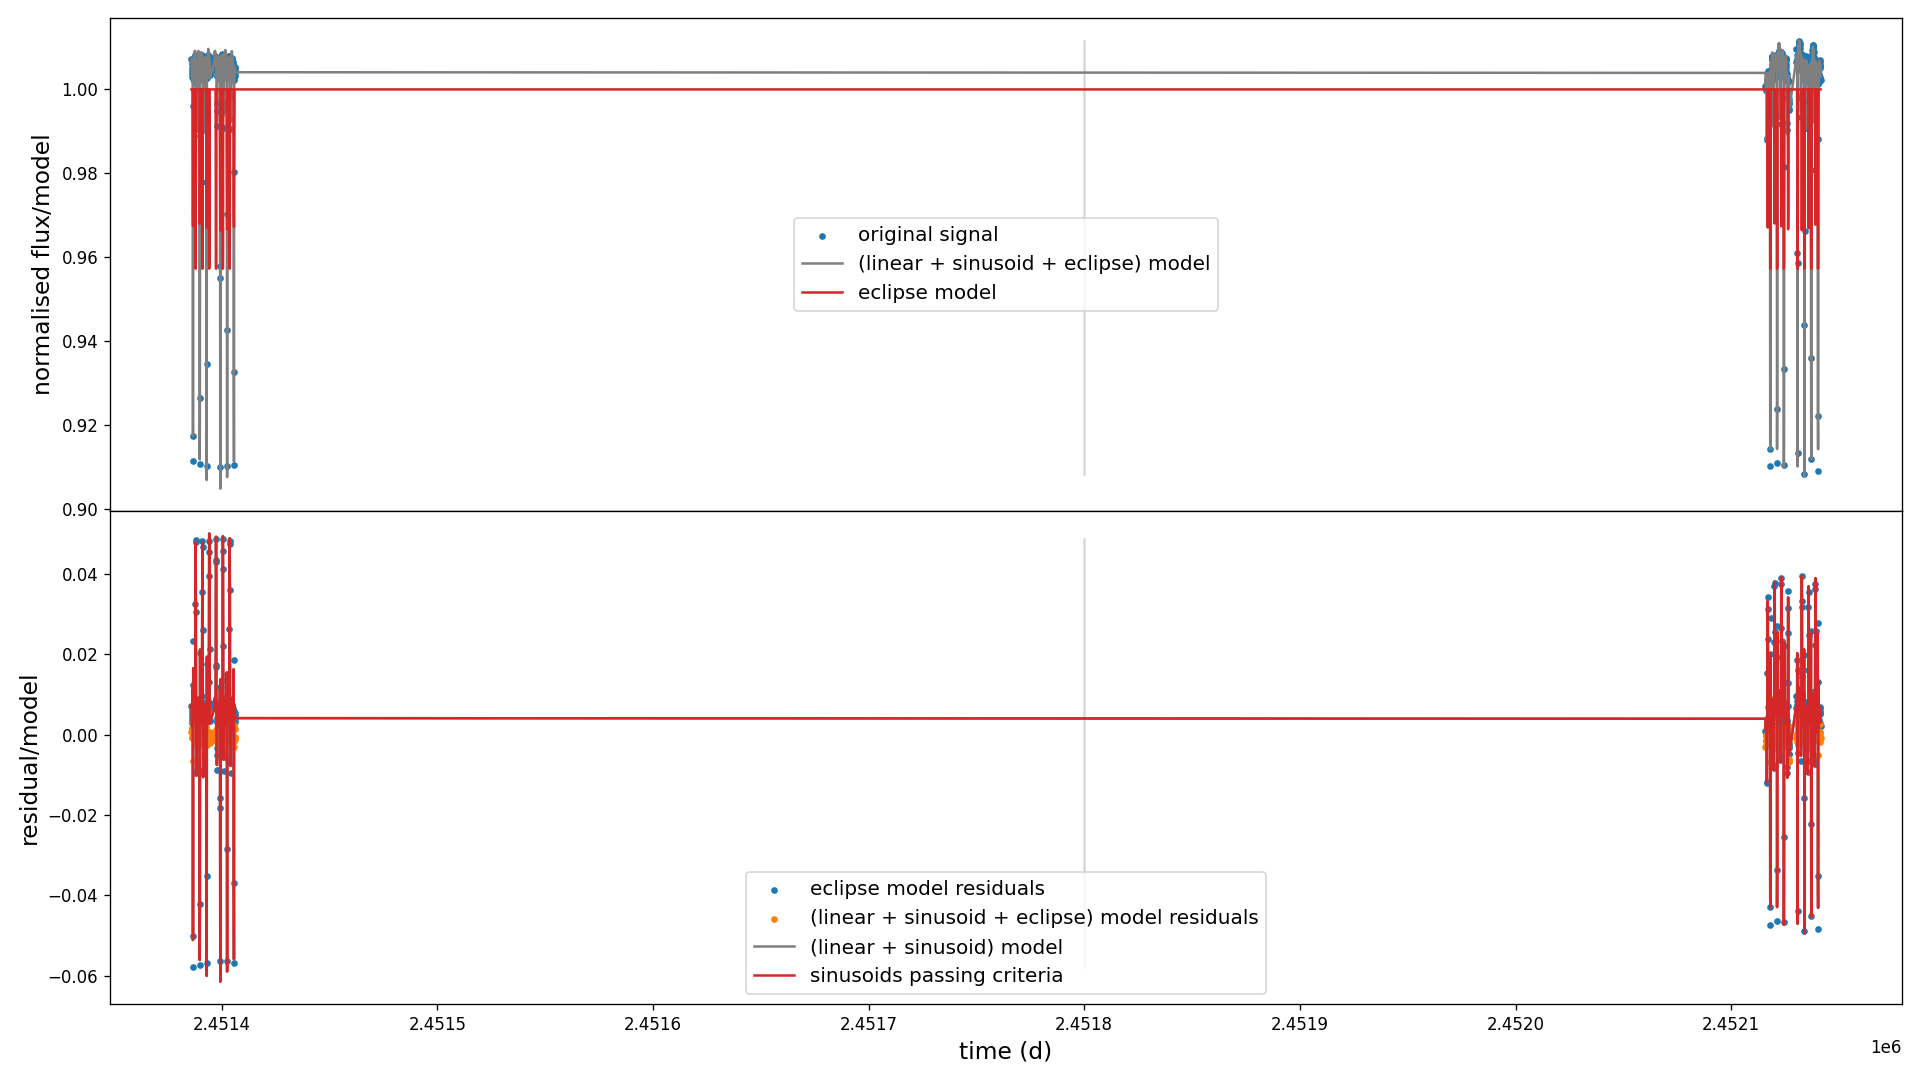 1.00
0.98
0.96
0.94
0.92
0.90
normalised flux/model
original signal
(linear + sinusoid + eclipse) model
eclipse model
0.04
0.02
0.00
−0.02
−0.04
−0.06
residual/model
eclipse model residuals
(linear + sinusoid + eclipse) model residuals
(linear + sinusoid) model
sinusoids passing criteria
2.4514 2.4515 2.4516 2.4517 2.4518 2.4519 2.4520 2.4521
1e6
time (d)